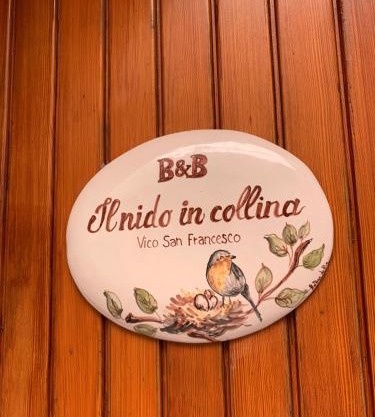 B&B
Il nido in collina
Vico San Francesco